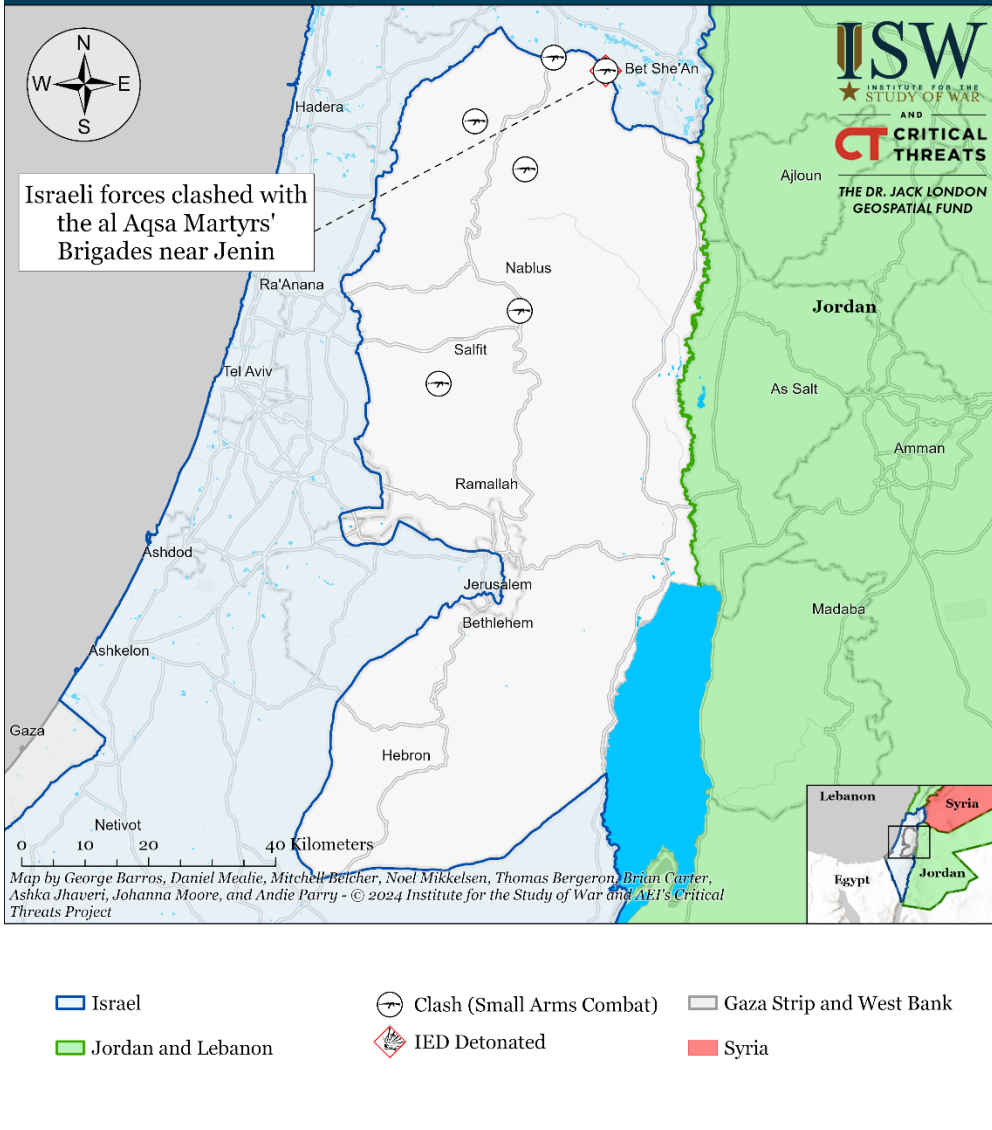 N
W
E
S
ISW
INSTITUTE FOR THE
STUDY OF WAR
AND
CT CRITICAL
THREATS
THE DR. JACK LONDON
GEOSPATIAL FUND
Bet She'An
Hadera
Ajloun
Israeli forces clashed with
the al Aqsa Martyrs'
Brigades near Jenin
Nablus
Ra'Anana
Jordan
Salfit
Tel Aviv
As Salt
Amman
Ramallah
Ashdod
Jerusalem
Madaba
Bethlehem
Ashkelon
Gaza
Hebron
Netivot
0 10 20 40 Kilometers
Map by George Barros, Daniel Mealie, Mitchell Belcher, Noel Mikkelsen, Thomas Bergeron, Brian Carter,
Ashka Jhaveri, Johanna Moore, and Andie Parry - © 2024 Institute for the Study of War and AEI's Critical
Threats Project
Lebanon
Syria
Egypt
Jordan
Israel
Clash (Small Arms Combat)
Gaza Strip and West Bank
Jordan and Lebanon
IED Detonated
Syria